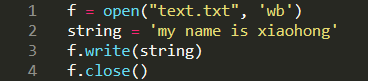 1 f = open("text.txt", 'wb')
2 string = 'my name is xiaohong'
3 f.write(string)
4 f.close()